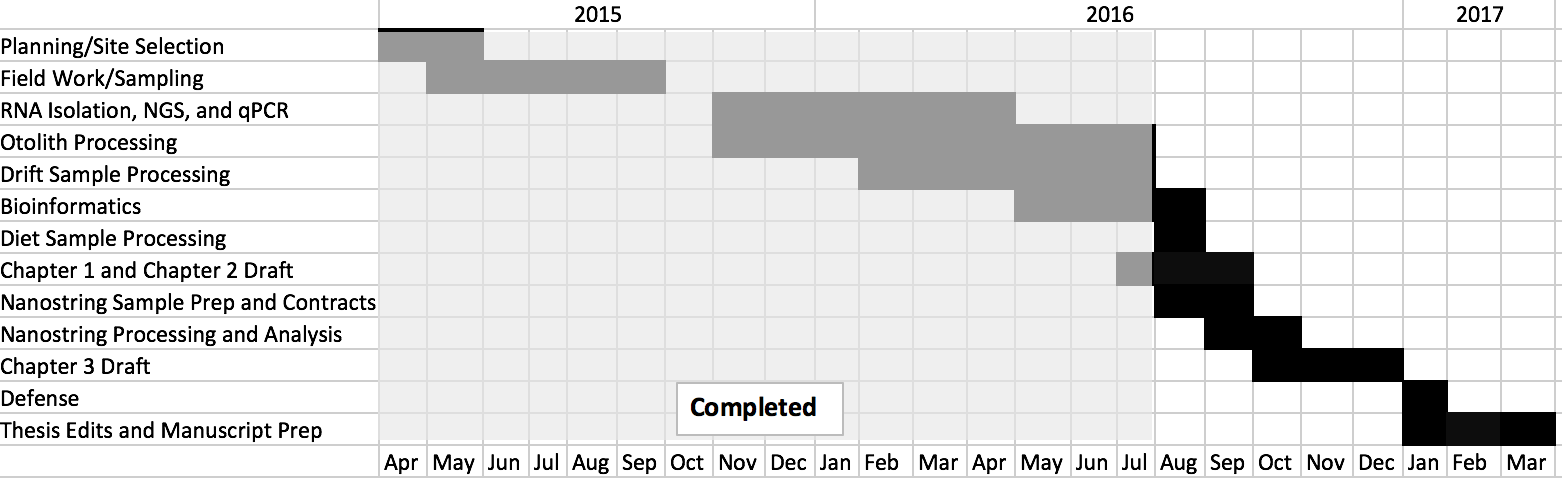 2015 2016 2017
Planning/Site Selection
Field Work/Sampling
RNA Isolation, NGS, and qPCR
Otolith Processing
Drift Sample Processing
Bioinformatics
Diet Sample Processing
Chapter 1 and Chapter 2 Draft
Nanostring Sample Prep and Contracts
Nanostring Processing and Analysis
Chapter 3 Draft
Defense
Completed
Thesis Edits and Manuscript Prep
Apr May Jun Jul Aug Sep Oct Nov Dec Jan Feb Mar Apr May Jun Jul Aug Sep Oct Nov Dec Jan Feb Mar